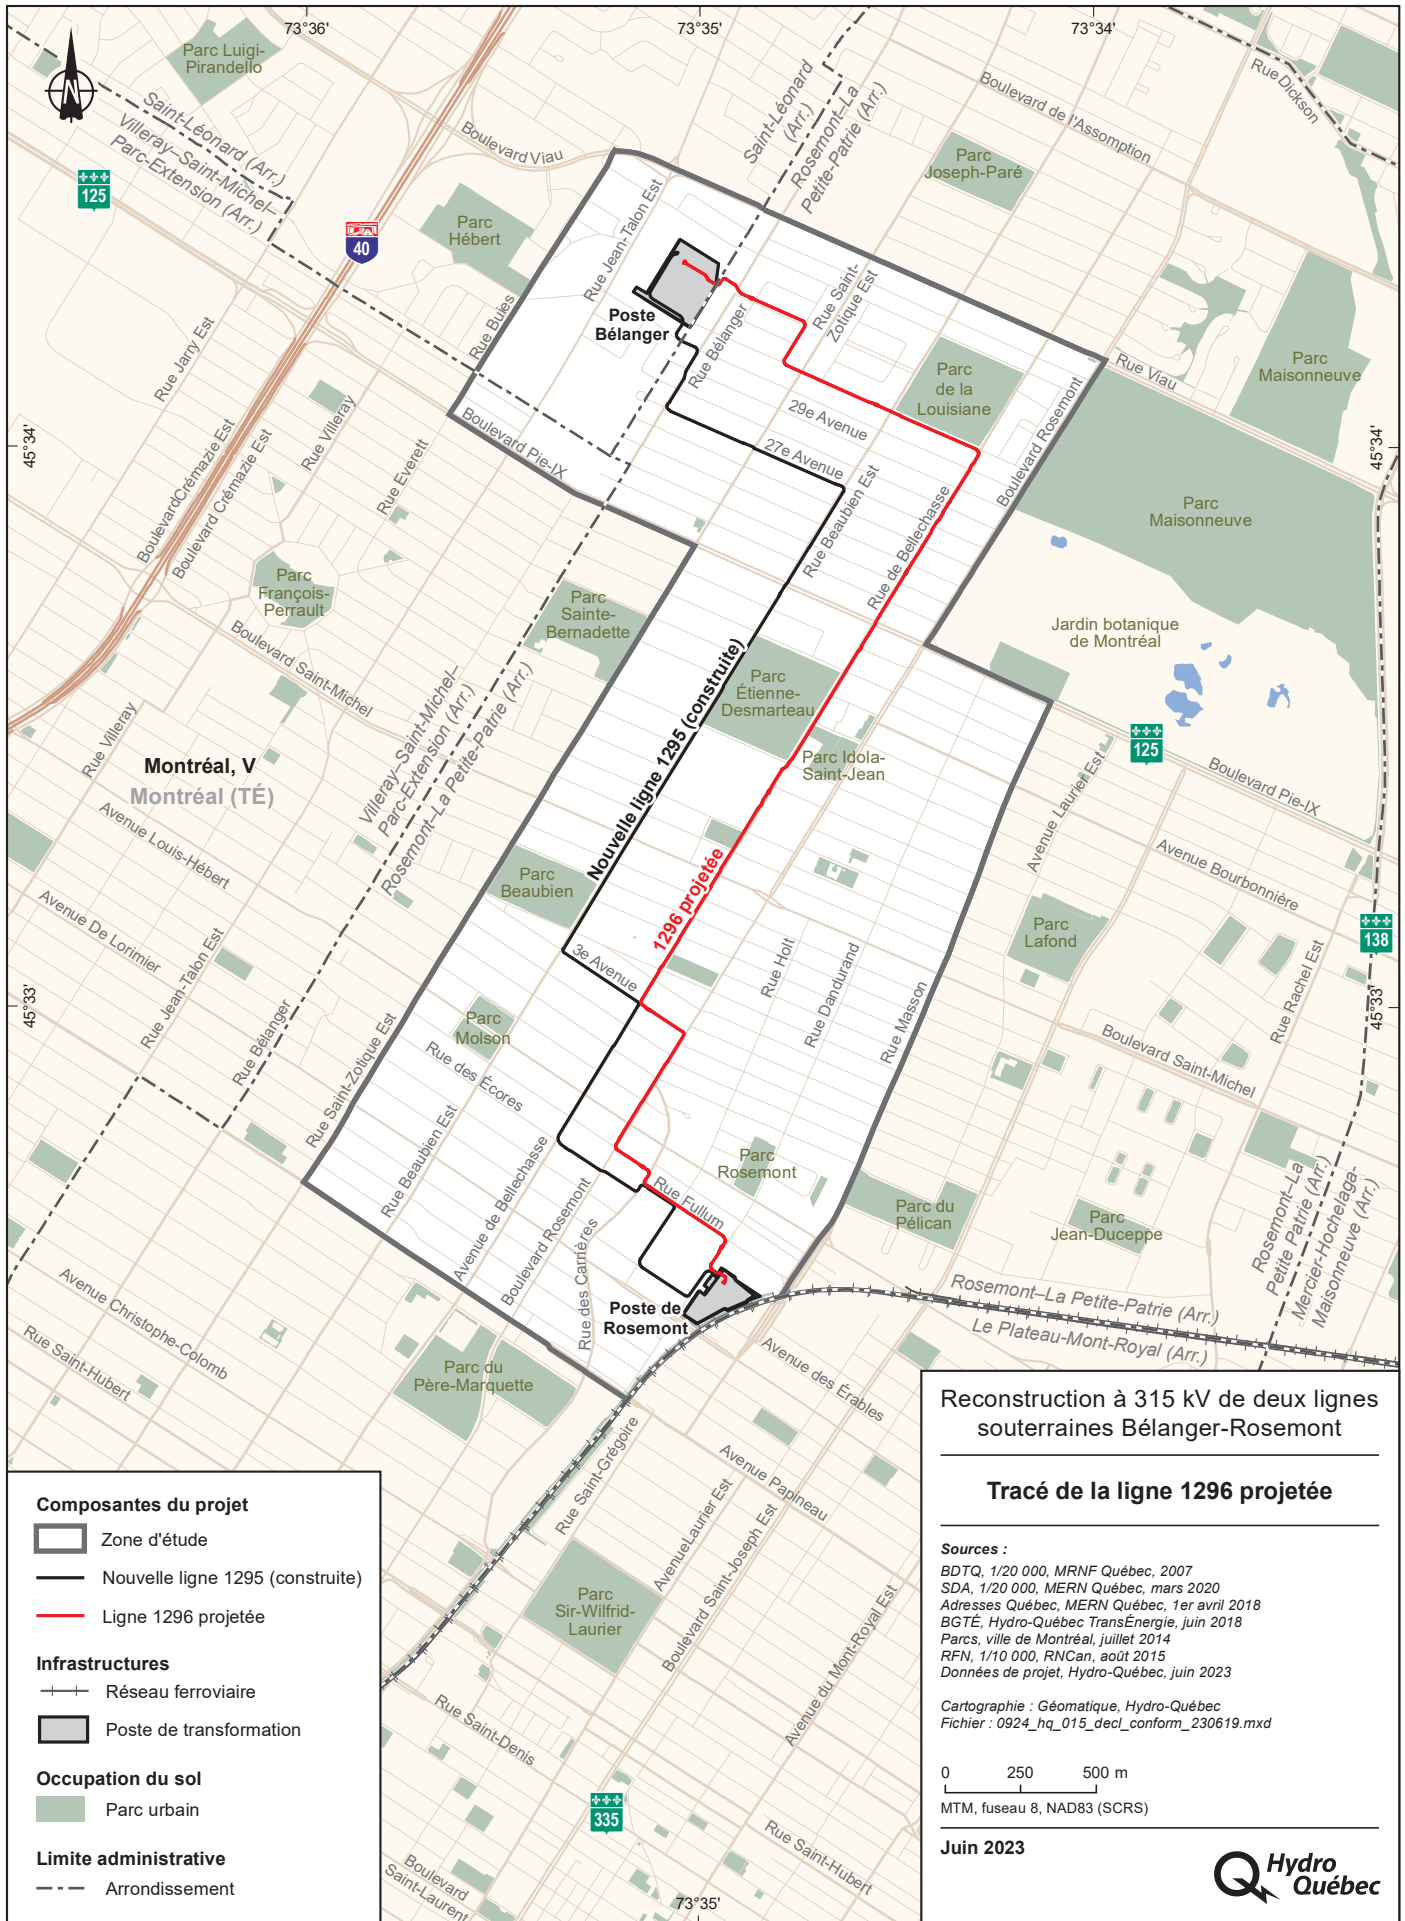 73°36'
73°35'
73°34'
Parc Luigi-
Pirandello
Saint-Léonard (Arr.)
Villeray–Saint-Michel–
Parc-Extension (Arr.)
125
40
Boulevard Viau
Parc
Hébert
Saint-Léonard
(Arr.)
Rosemont–La
Petite-Patrie (Arr.)
Boulevard de l'Assomption
Rue Dickson
Parc
Joseph-Paré
Rue Jean-Talon Est
Rue Buies
Poste
Bélanger
Rue Bélanger
Rue Saint-
Zotique Est
Parc
de la
Louisiane
Boulevard Rosemont
Rue Viau
Parc
Maisonneuve
Rue Jarry Est
Rue Villeray
Boulevard Crémazie Est
Boulevard Crémazie Est
Rue Everett
Boulevard Pie-IX
29e Avenue
27e Avenue
Rue Beaubien Est
Rue de Bellechasse
45°34'
45°34'
Parc
Maisonneuve
Parc
François-
Perrault
Parc
Sainte-
Bernadette
Jardin botanique
de Montréal
Boulevard Saint-Michel
Villeray–Saint-Michel–
Parc-Extension (Arr.)
Rosemont–La Petite-Patrie (Arr.)
Nouvelle ligne 1295 (construite)
Parc
Étienne-
Desmarteau
Parc Idola-
Saint-Jean
Rue Villeray
Montréal, V
Montréal (TÉ)
125
Boulevard Pie-IX
Avenue Laurier Est
Avenue Bourbonnière
Avenue Louis-Hébert
Avenue De Lorimier
Rue Jean-Talon Est
Rue Bélanger
Parc
Beaubien
1296 projetée
3e Avenue
Parc
Lafond
138
Rue Holt
Rue Dandurand
Rue Masson
Rue Rachel Est
45°33'
45°33'
Parc
Molson
Rue des Écores
Rue Saint-Zotique Est
Boulevard Saint-Michel
Rue Beaubien Est
Avenue de Bellechasse
Boulevard Rosemont
Rue des Carrières
Rue Fullum
Parc
Rosemont
Parc du
Pélican
Parc
Jean-Duceppe
Rosemont–La
Petite Patrie (Arr.)
Mercier-Hochelaga-
Maisonneuve (Arr.)
Poste de
Rosemont
Rosemont–La Petite-Patrie (Arr.)
Le Plateau-Mont-Royal (Arr.)
Avenue Christophe-Colomb
Rue Saint-Hubert
Parc du
Père-Marquette
Avenue des Érables
Avenue Papineau
Rue Saint-Grégoire
Avenue Laurier Est
Boulevard Saint-Joseph Est
Avenue du Mont-Royal Est
Parc
Sir-Wilfrid-
Laurier
Rue Saint-Denis
335
Boulevard
Saint-Laurent
Rue Saint-Hubert
73°35'
Composantes du projet
Zone d'étude
Nouvelle ligne 1295 (construite)
Ligne 1296 projetée
Infrastructures
Réseau ferroviaire
Poste de transformation
Occupation du sol
Parc urbain
Limite administrative
Arrondissement
Reconstruction à 315 kV de deux lignes
souterraines Bélanger-Rosemont
Tracé de la ligne 1296 projetée
Sources :
BDTQ, 1/20 000, MRNF Québec, 2007
SDA, 1/20 000, MERN Québec, mars 2020
Adresses Québec, MERN Québec, 1er avril 2018
BGTÉ, Hydro-Québec TransÉnergie, juin 2018
Parcs, ville de Montréal, juillet 2014
RFN, 1/10 000, RNCan, août 2015
Données de projet, Hydro-Québec, juin 2023
Cartographie : Géomatique, Hydro-Québec
Fichier : 0924_hq_015_decl_conform_230619.mxd
0 250 500 m
MTM, fuseau 8, NAD83 (SCRS)
Juin 2023
Hydro
Québec